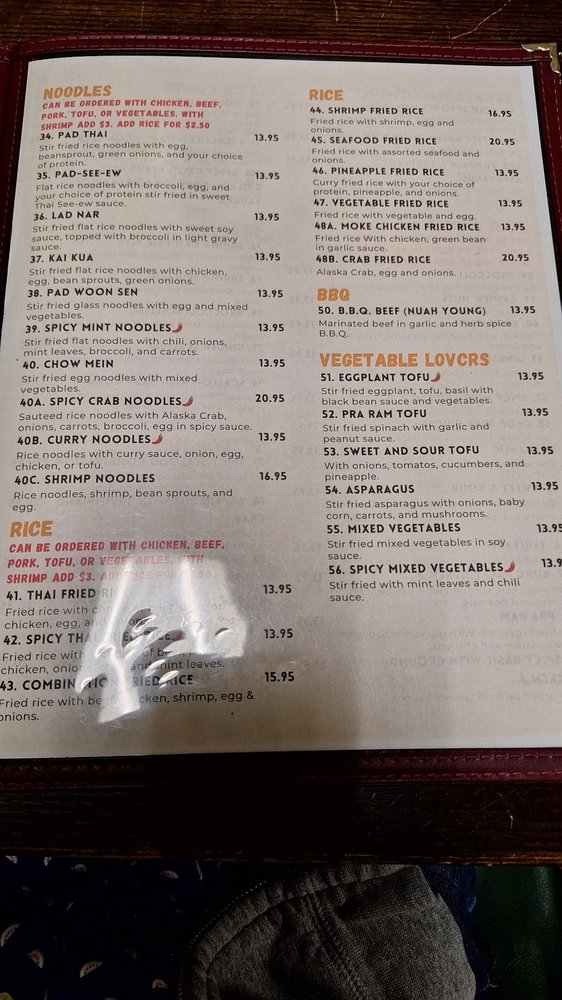 NOODLES
CAN BE ORDERED WITH CHICKEN, BEEF,
PORK, TOFU, OR VEGETABLES. WITH
SHRIMP ADD $3. ADD RICE FOR $2.50
34. PAD THAI 13.95
Stir fried rice noodles with egg,
beansprout, green onions, and your choice
of protein.
35. PAD-SEE-EW 13.95
Flat rice noodles with broccoli, egg, and
your choice of protein stir fried in sweet
Thai See-ew sauce.
36. LAD NAR 13.95
Stir fried flat rice noodles with sweet soy
sauce, topped with broccoli in light gravy
sauce.
37. KAI KUA 13.95
Stir fried flat rice noodles with chicken,
egg, bean sprouts, green onions.
38. PAD WOON SEN 13.95
Stir fried glass noodles with egg and mixed
vegetables.
39. SPICY MINT NOODLES 13.95
Stir fried flat noodles with chili, onions,
mint leaves, broccoli, and carrots.
40. CHOW MEIN 13.95
Stir fried egg noodles with mixed
vegetables.
40A. SPICY CRAB NOODLES 20.95
Sauteed rice noodles with Alaska Crab,
onions, carrots, broccoli, egg in spicy sauce.
40B. CURRY NOODLES 13.95
Rice noodles with curry sauce, onion, egg,
chicken, or tofu.
40C. SHRIMP NOODLES 16.95
Rice noodles, shrimp, bean sprouts, and
egg.
RICE
CAN BE ORDERED WITH CHICKEN, BEEF,
PORK, TOFU, OR VEGETABLES. WITH
SHRIMP ADD $3.
41. THAI FRIED 13.95
Fried rice with
chicken, egg,
42. SPICY THAI 13.95
Fried rice with
chicken, and mint leaves.
43. COMBINATION FRIED RICE 15.95
Fried rice with chicken, shrimp, egg &
onions.
RICE
44. SHRIMP FRIED RICE 16.95
Fried rice with shrimp, egg and
onions.
45. SEAFOOD FRIED RICE 20.95
Fried rice with assorted seafood and
onions.
46. PINEAPPLE FRIED RICE 13.95
Curry fried rice with your choice of
protein, pineapple, and onions.
47. VEGETABLE FRIED RICE 13.95
Fried rice with vegetable and egg.
48A. MOKE CHICKEN FRIED RICE 13.95
Fried rice With chicken, green bean
in garlic sauce.
48B. CRAB FRIED RICE 20.95
Alaska Crab, egg and onions.
BBQ
50. B.B.Q. BEEF (NUAH YOUNG) 13.95
Marinated beef in garlic and herb spice
B.B.Q.
VEGETABLE LOVERS
51. EGGPLANT TOFU 13.95
Stir fried eggplant, tofu, basil with
black bean sauce and vegetables.
52. PRA RAM TOFU 13.95
Stir fried spinach with garlic and
peanut sauce.
53. SWEET AND SOUR TOFU 13.95
With onions, tomatoes, cucumbers, and
pineapple.
54. ASPARAGUS 13.95
Stir fried asparagus with onions, baby
corn, carrots, and mushrooms.
55. MIXED VEGETABLES 13.95
Stir fried mixed vegetables in soy
sauce.
56. SPICY MIXED VEGETABLES 13.9
Stir fried with mint leaves and chili
sauce.